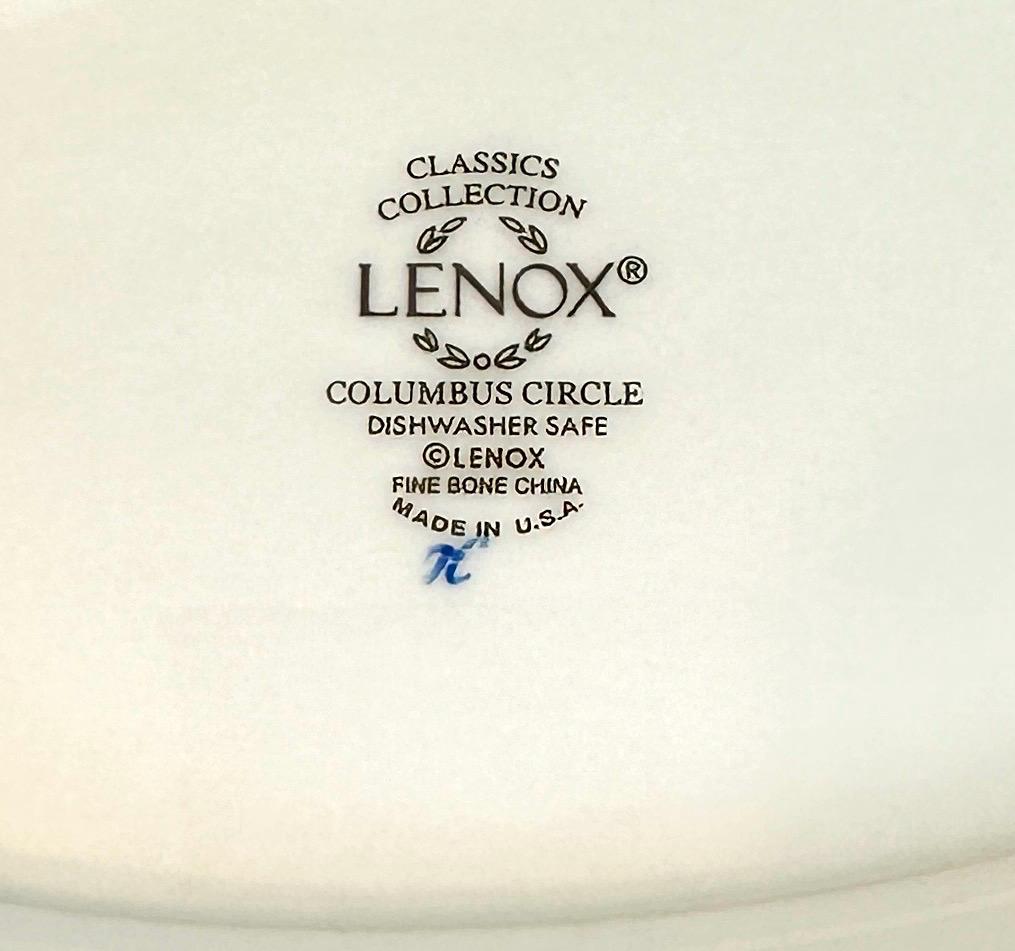 CLASSICS
COLLECTION
LENOX®
COLUMBUS CIRCLE
DISHWASHER SAFE
©LENOX
FINE BONE CHINA
MADE IN U.S.A.